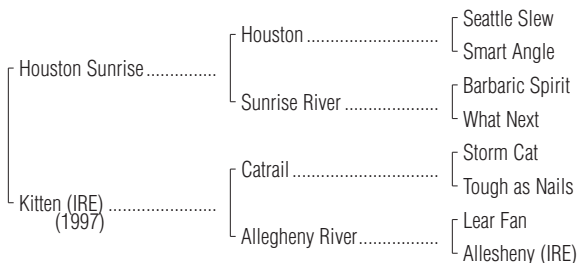 Seattle Slew
Houston ..............................
Smart Angle
Houston Sunrise ...............
Barbaric Spirit
Sunrise River .....................
What Next
Storm Cat
Catrail .................................
Tough as Nails
Kitten (IRE) .......................
(1997)
Lear Fan
Allegheny River..................
Allesheny (IRE)